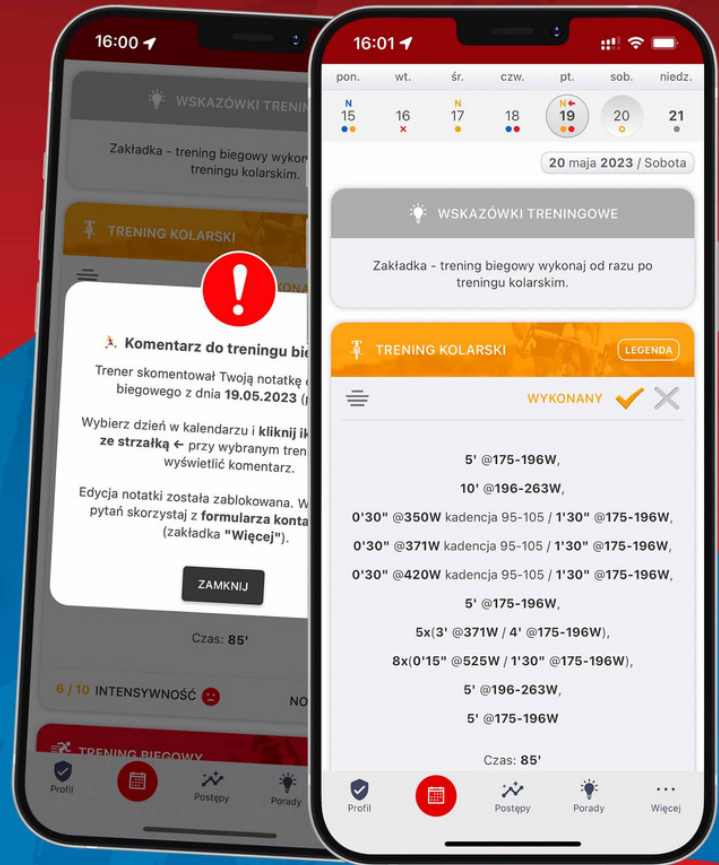 16:00
WSKAZÓWKI TRENIN
Zakładka - trening biegowy wykon
treningu kolarskim.
TRENING KOLARSKI
Komentarz do treningu bie
Trener skomentował Twoją notatkę
biegowego z dnia 19.05.2023
Wybierz dzień w kalendarzu i kliknij
ze strzałką ← przy wybranym tren
wyświetlić komentarz.
Edycja notatki została zablokowana. W
pytań skorzystaj z formularza konta
(zakładka "Więcej").
ZAMKNIJ
Czas: 85'
6 / 10 INTENSYWNOŚĆ
NO
TRENING BIEGOWY
Profil
Postępy
Porady
16:01
pon. wt. śr. czw. pt. sob. niedz.
N N N←
15 16 17 18 19 20 21
20 maja 2023 / Sobota
WSKAZÓWKI TRENINGOWE
Zakładka - trening biegowy wykonaj od razu po
treningu kolarskim.
TRENING KOLARSKI LEGENDA
WYKONANY
5' @175-196W,
10' @196-263W,
0'30" @350W kadencja 95-105 / 1'30" @175-196W,
0'30" @371W kadencja 95-105 / 1'30" @175-196W,
0'30" @420W kadencja 95-105 / 1'30" @175-196W,
5' @175-196W,
5x(3' @371W / 4' @175-196W),
8x(0'15" @525W / 1'30" @175-196W),
5' @196-263W,
5' @175-196W
Czas: 85'
Profil Postępy Porady Więcej